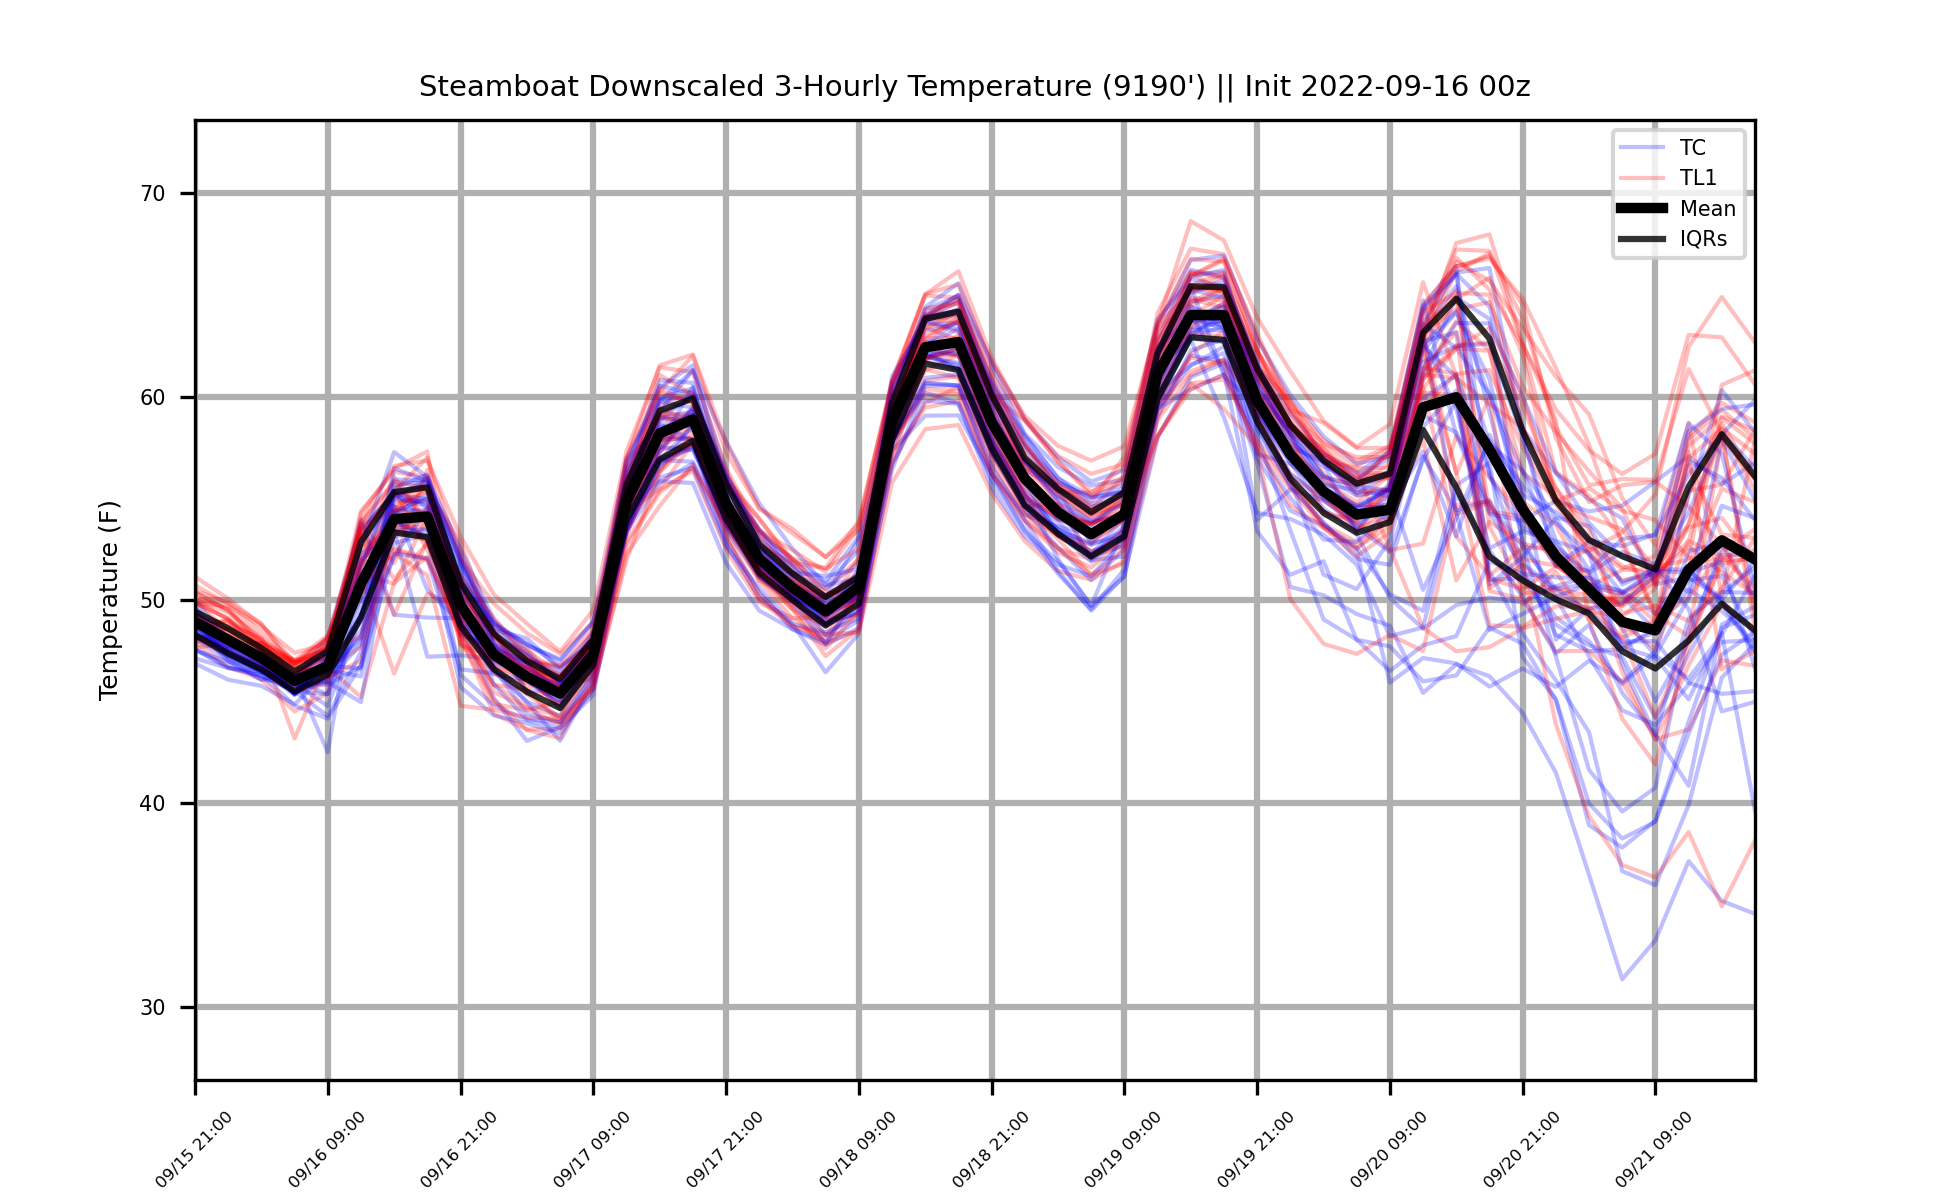 Steamboat Downscaled 3-Hourly Temperature (9190') || Init 2022-09-16 00z
TC
TL1
Mean
IQRs
Temperature (F)
70
60
50
40
30
09/15 21:00
09/16 09:00
09/16 21:00
09/17 09:00
09/17 21:00
09/18 09:00
09/18 21:00
09/19 09:00
09/19 21:00
09/20 09:00
09/20 21:00
09/21 09:00